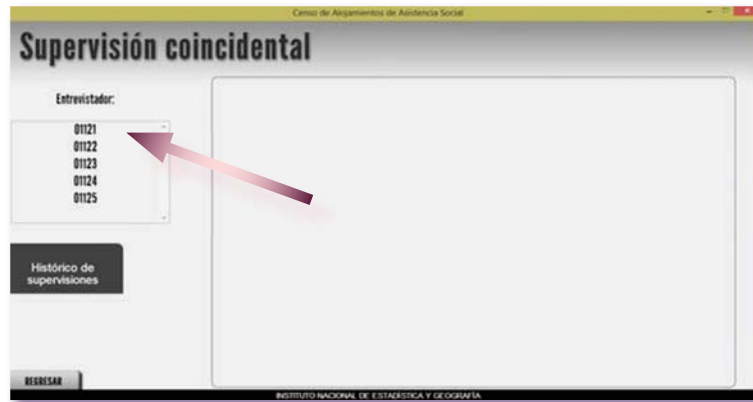 Censo de Alojamientos de Asistencia Social
Supervisión coincidental
Entrevistador:
01121
01122
01123
01124
01125
Histórico de
supervisiones
REGRESAR
INSTITUTO NACIONAL DE ESTADÍSTICA Y GEOGRAFÍA